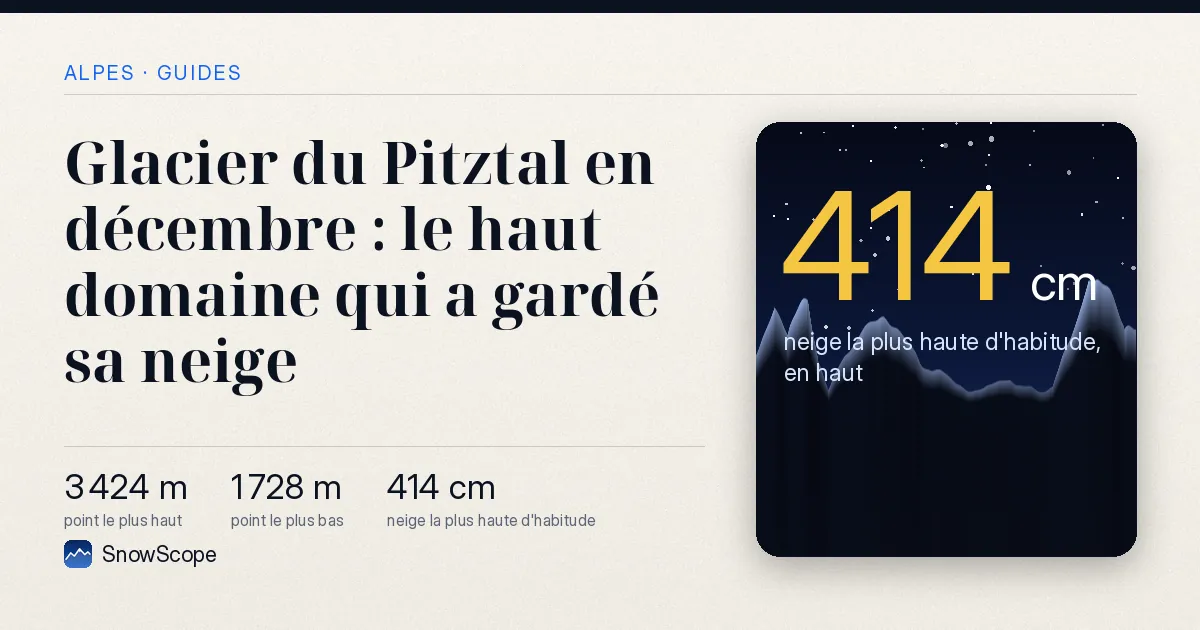 ALPES · GUIDES
Glacier du Pitztal en
décembre : le haut
domaine qui a gardé
sa neige
414 cm
neige la plus haute d'habitude,
en haut
3 424 m
point le plus haut
1 728 m
point le plus bas
414 cm
neige la plus haute d'habitude
SnowScope